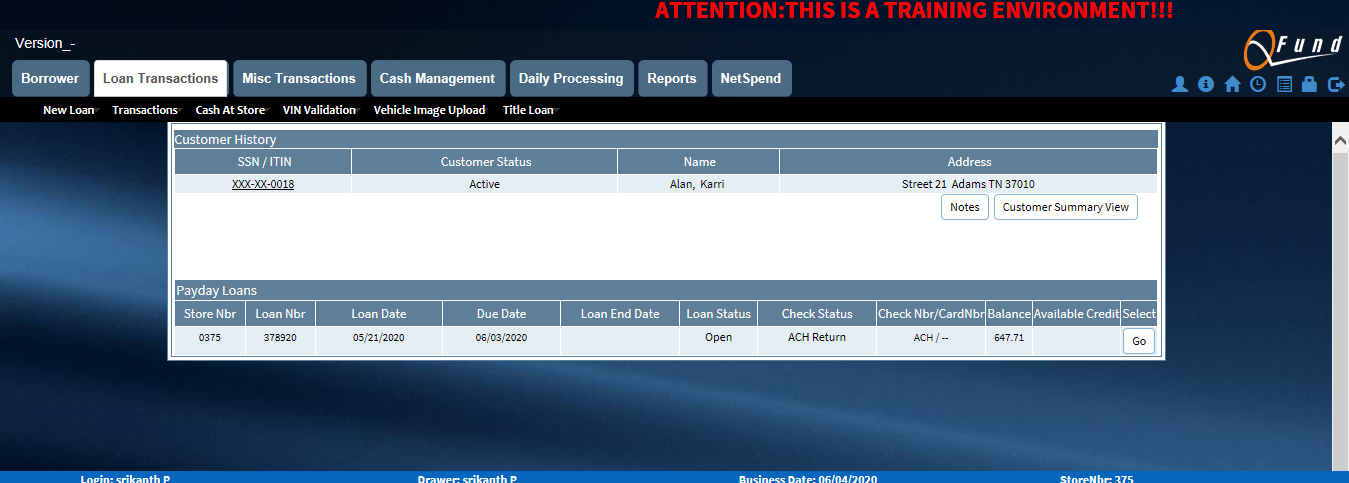 ATTENTION:THIS IS A TRAINING ENVIRONMENT!!!
Version_-
QFund
Borrower Loan Transactions Misc Transactions Cash Management Daily Processing Reports NetSpend
New Loan Transactions Cash At Store VIN Validation Vehicle Image Upload Title Loan
Customer History
SSN / ITIN Customer Status Name Address
XXX-XX-0018 Active Alan, Karri Street 21 Adams TN 37010
Notes Customer Summary View
Payday Loans
Store Nbr Loan Nbr Loan Date Due Date Loan End Date Loan Status Check Status Check Nbr/CardNbr Balance Available Credit Select
0375 378920 05/21/2020 06/03/2020 Open ACH Return ACH / -- 647.71 Go
Login: srikanth P Drawer: srikanth P Business Date: 06/04/2020 StoreNbr: 375